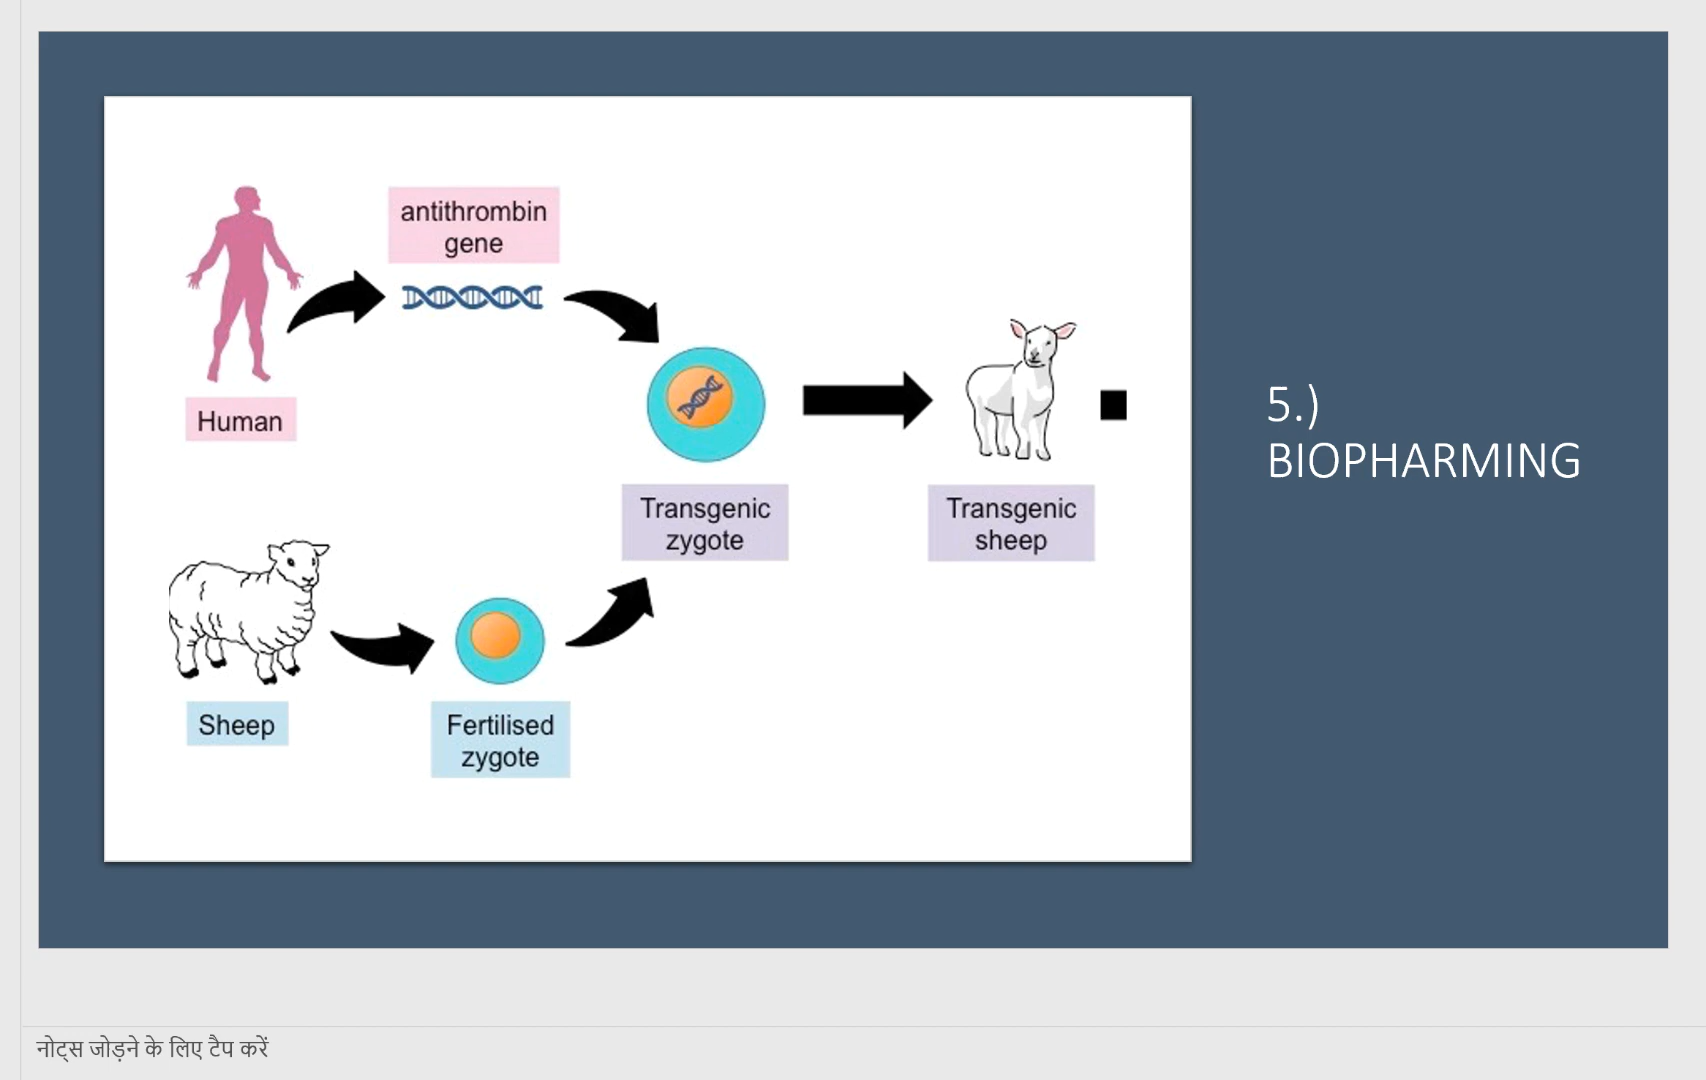 antithrombin
gene
Human
Transgenic
zygote
Transgenic
sheep
Sheep
Fertilised
zygote
5.)
BIOPHARMING
नोट्स जोड़ने के लिए टैप करें